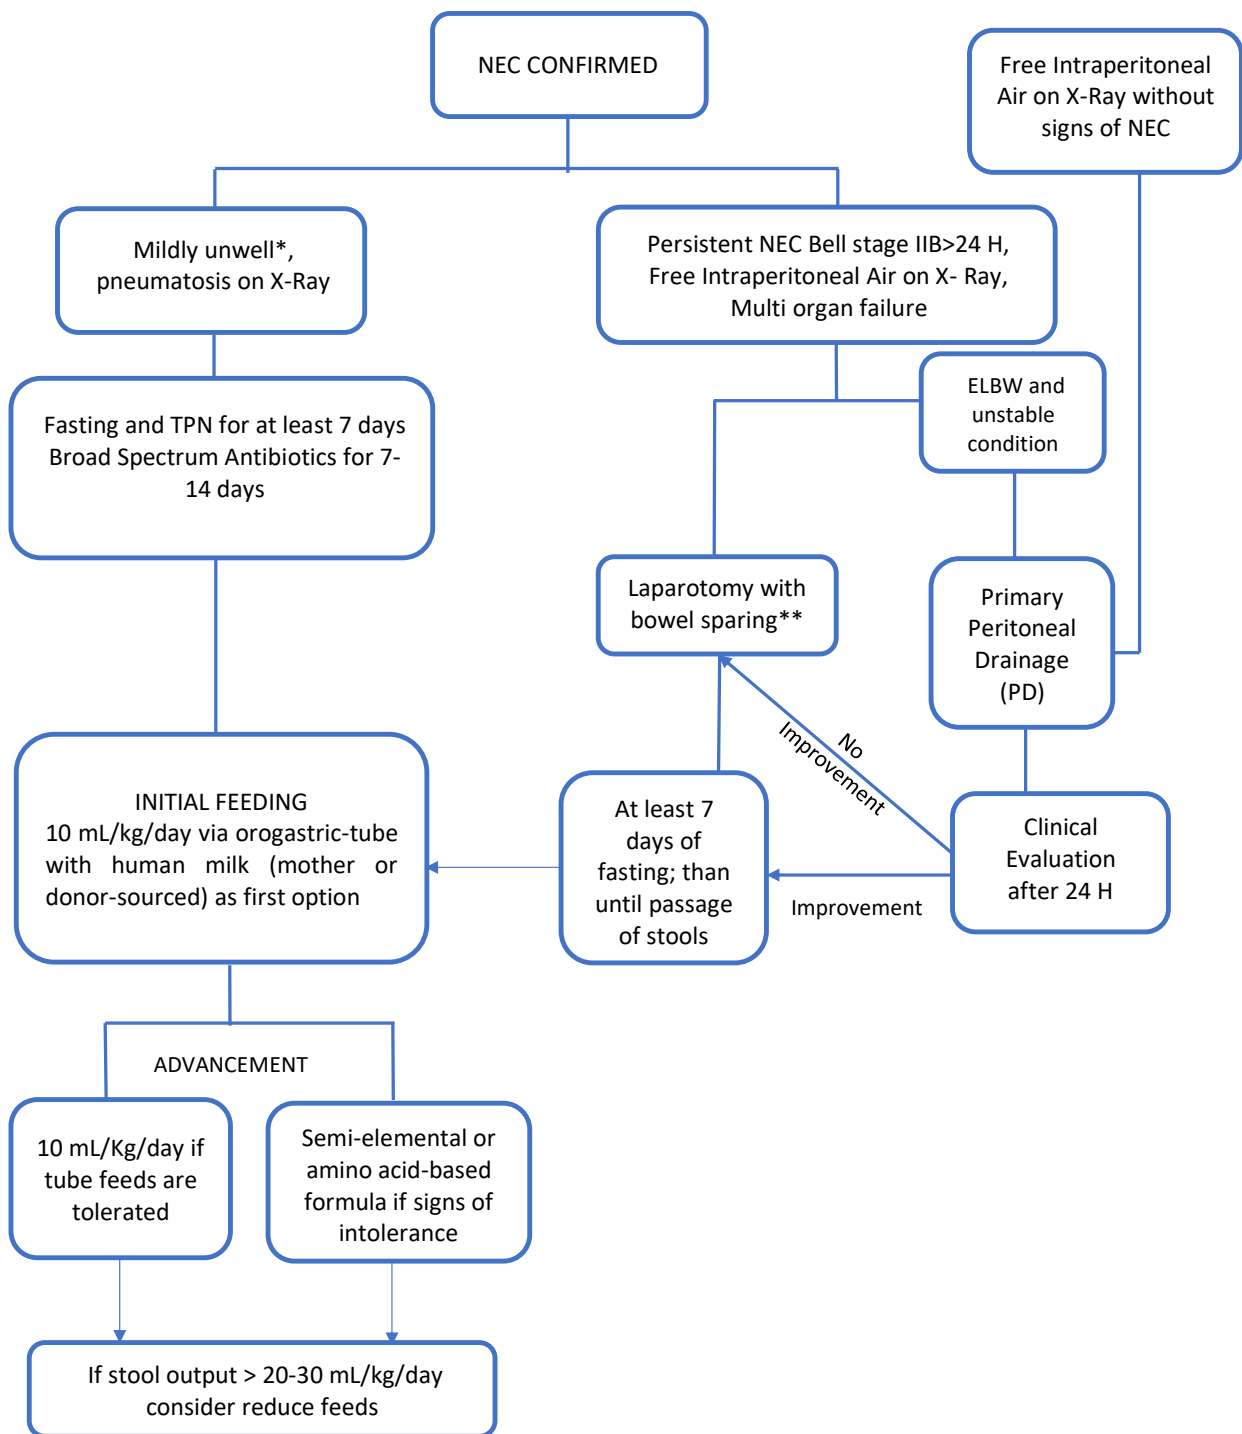 NEC CONFIRMED
Free Intraperitoneal
Air on X-Ray without
signs of NEC
Mildly unwell*,
pneumatosis on X-Ray
Persistent NEC Bell stage IIB>24 H,
Free Intraperitoneal Air on X- Ray,
Multi organ failure
ELBW and
unstable
condition
Fasting and TPN for at least 7 days
Broad Spectrum Antibiotics for 7-
14 days
Laparotomy with
bowel sparing**
Primary
Peritoneal
Drainage
(PD)
No
Improvement
INITIAL FEEDING
10 mL/kg/day via orogastric-tube
with human milk (mother or
donor-sourced) as first option
At least 7
days of
fasting; than
until passage
of stools
Improvement
Clinical
Evaluation
after 24 H
ADVANCEMENT
10 mL/Kg/day if
tube feeds are
tolerated
Semi-elemental or
amino acid-based
formula if signs of
intolerance
If stool output > 20-30 mL/kg/day
consider reduce feeds